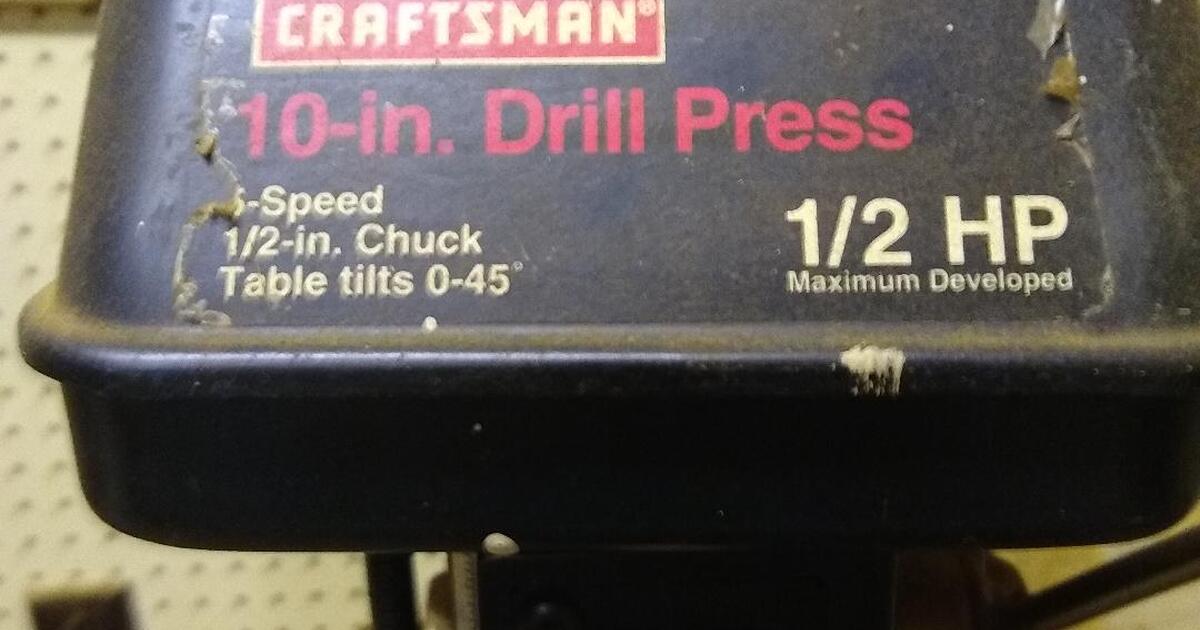 CRAFTSMAN®
10-in. Drill Press
-Speed
1/2-in. Chuck
Table tilts 0-45°
1/2 HP
Maximum Developed